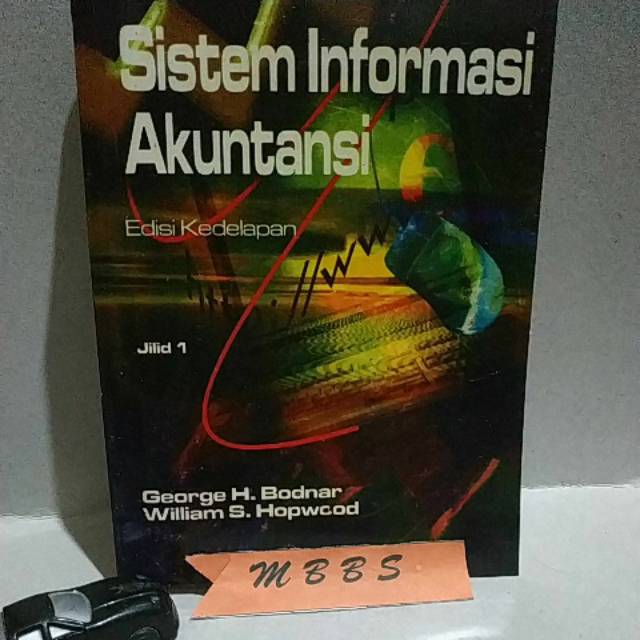 Sistem Informasi
Akuntansi
Edisi Kedelapan
Jilid 1
George H. Bodnar
William S. Hopwood
MBBS